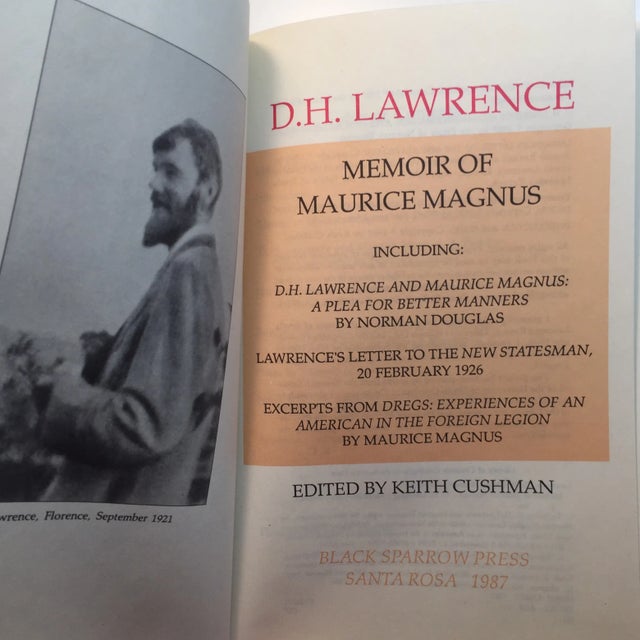 wrence, Florence, September 1921
D.H. LAWRENCE
MEMOIR OF
MAURICE MAGNUS
INCLUDING:
D.H. LAWRENCE AND MAURICE MAGNUS:
A PLEA FOR BETTER MANNERS
BY NORMAN DOUGLAS
LAWRENCE'S LETTER TO THE NEW STATESMAN,
20 FEBRUARY 1926
EXCERPTS FROM DREGS: EXPERIENCES OF AN
AMERICAN IN THE FOREIGN LEGION
BY MAURICE MAGNUS
EDITED BY KEITH CUSHMAN
BLACK SPARROW PRESS
SANTA ROSA 1987